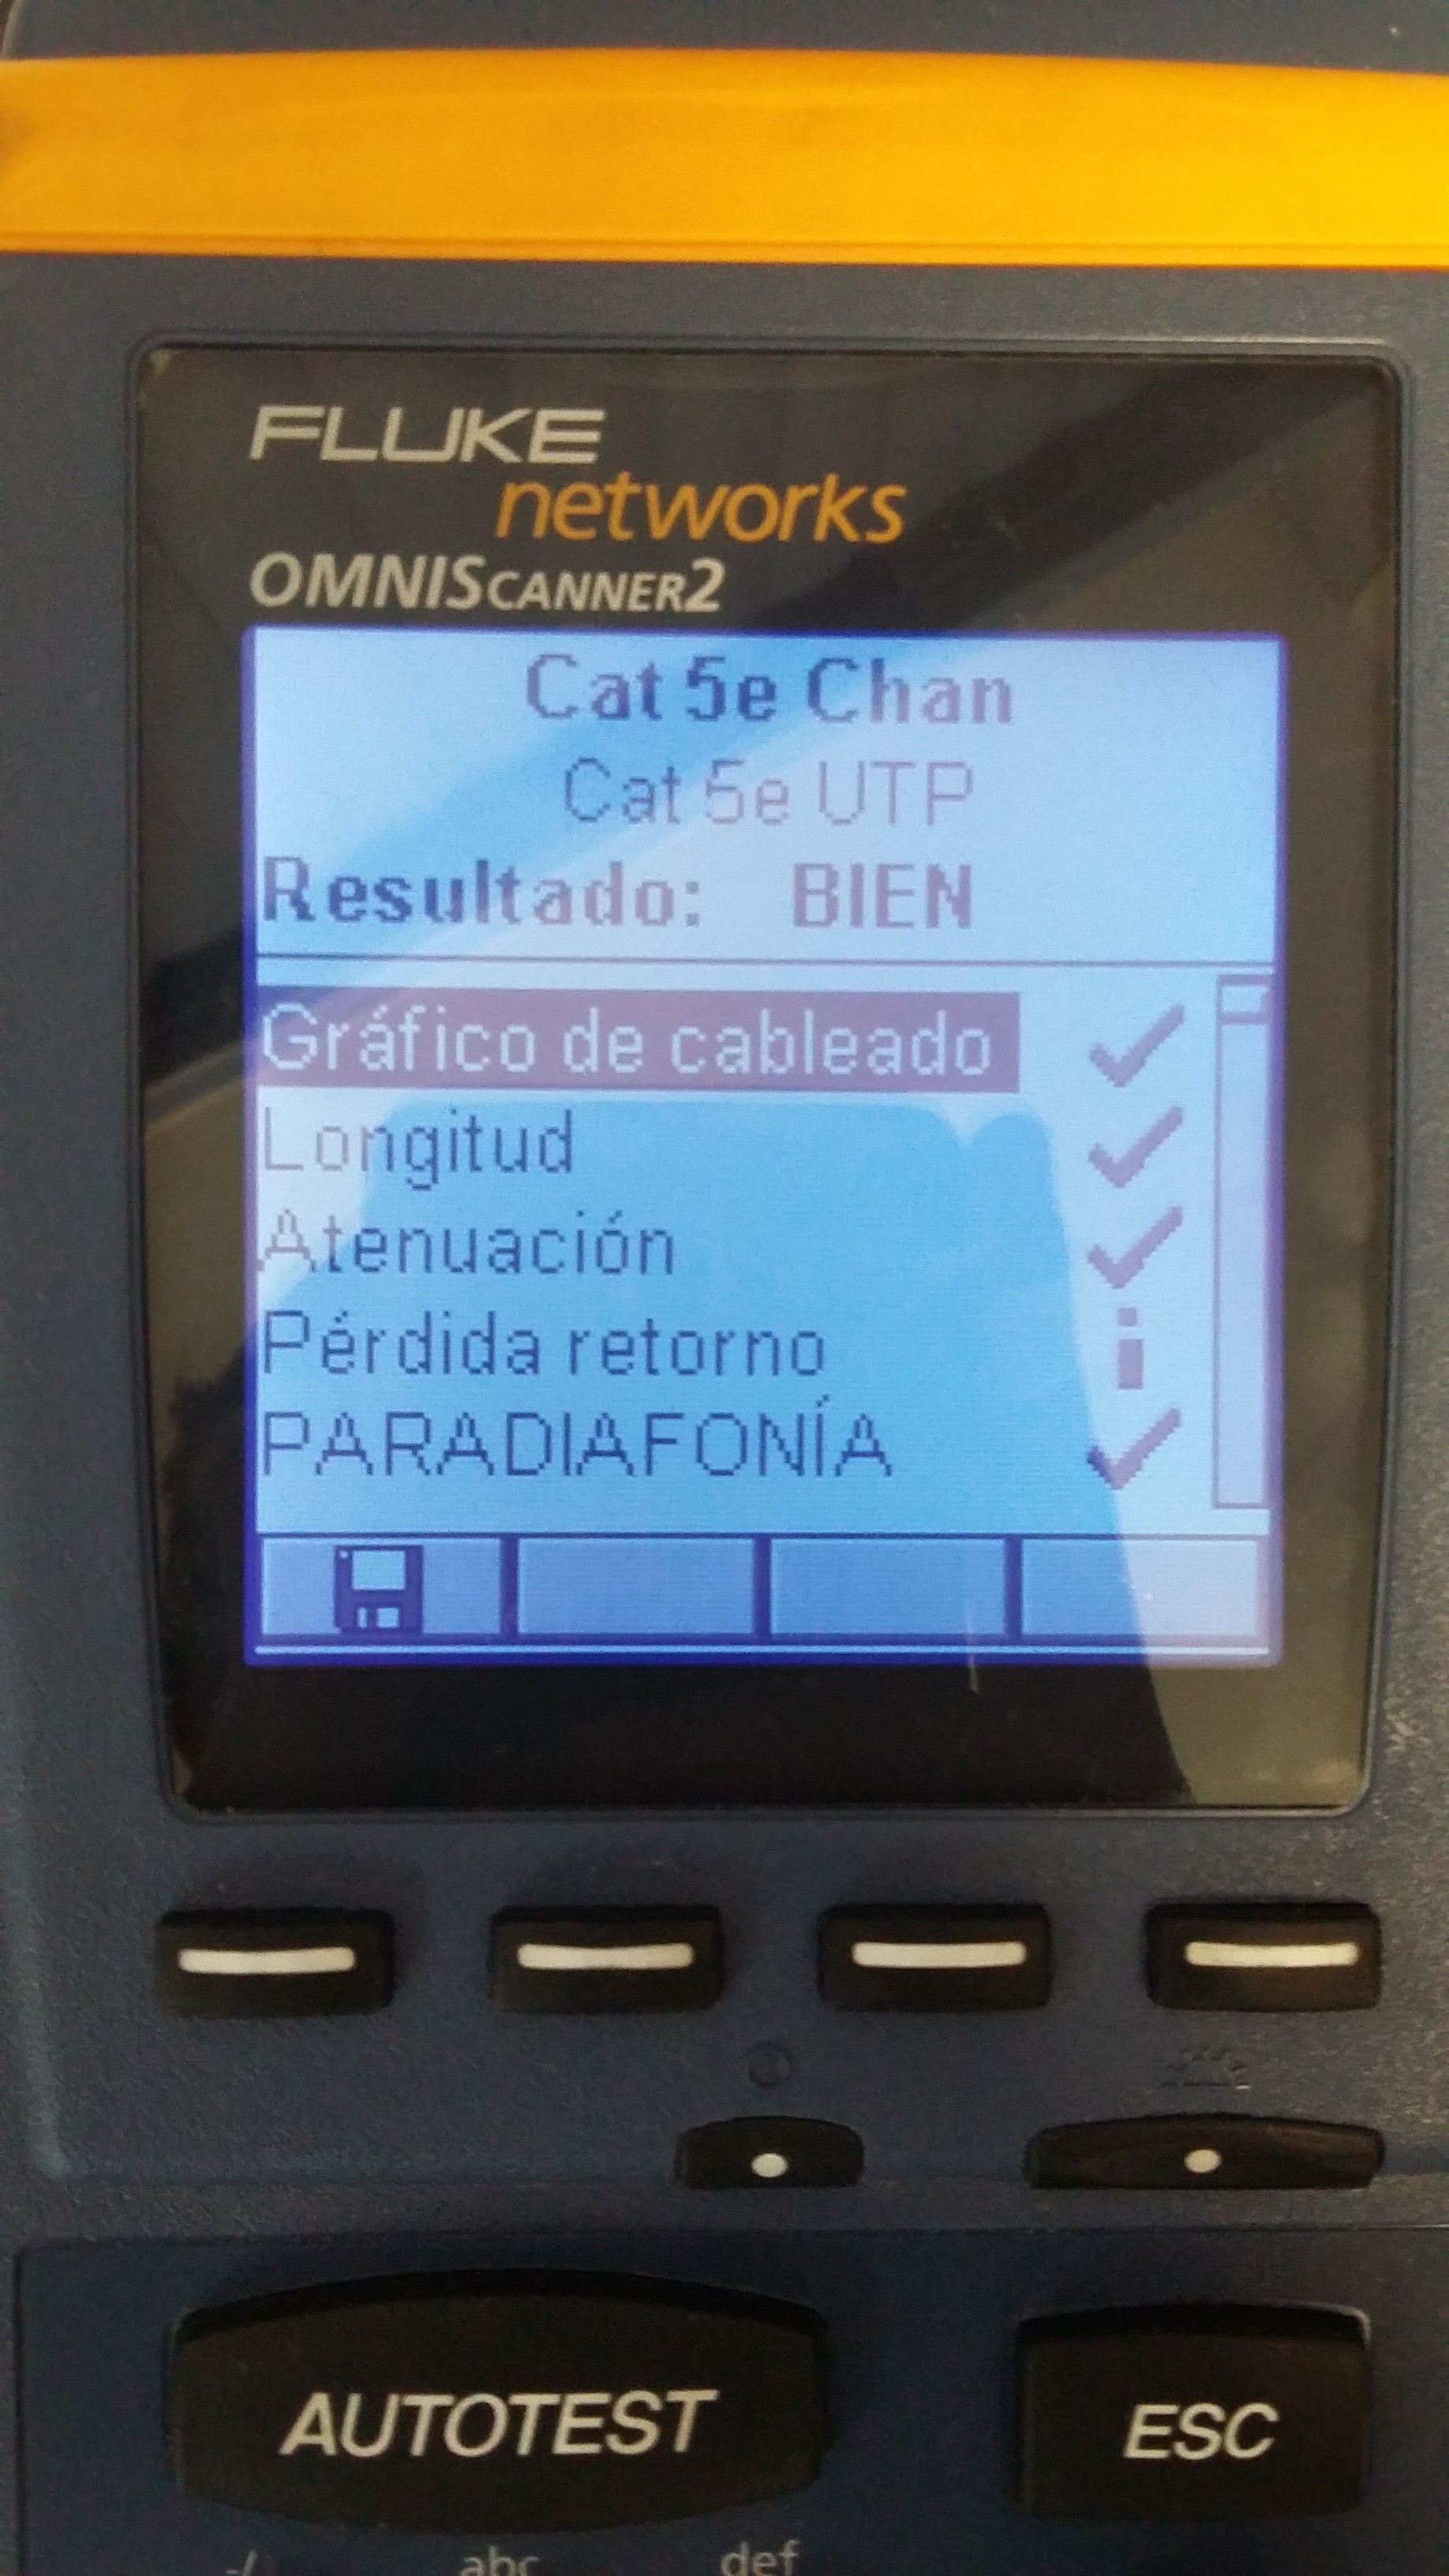 FLUKE
networks
OMNISCANNER2
Cat 5e Chan
Cat 5e UTP
Resultado: BIEN
Gráfico de cableado
Longitud
Atenuación
Pérdida retorno i
PARADIAFONÍA
AUTOTEST ESC
-/ abc def